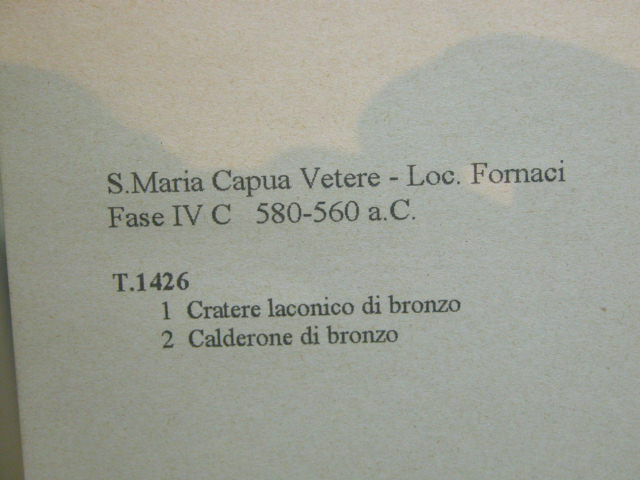 S.Maria Capua Vetere - Loc. Fornaci
Fase IV C 580-560 a.C.
T.1426
1 Cratere laconico di bronzo
2 Calderone di bronzo